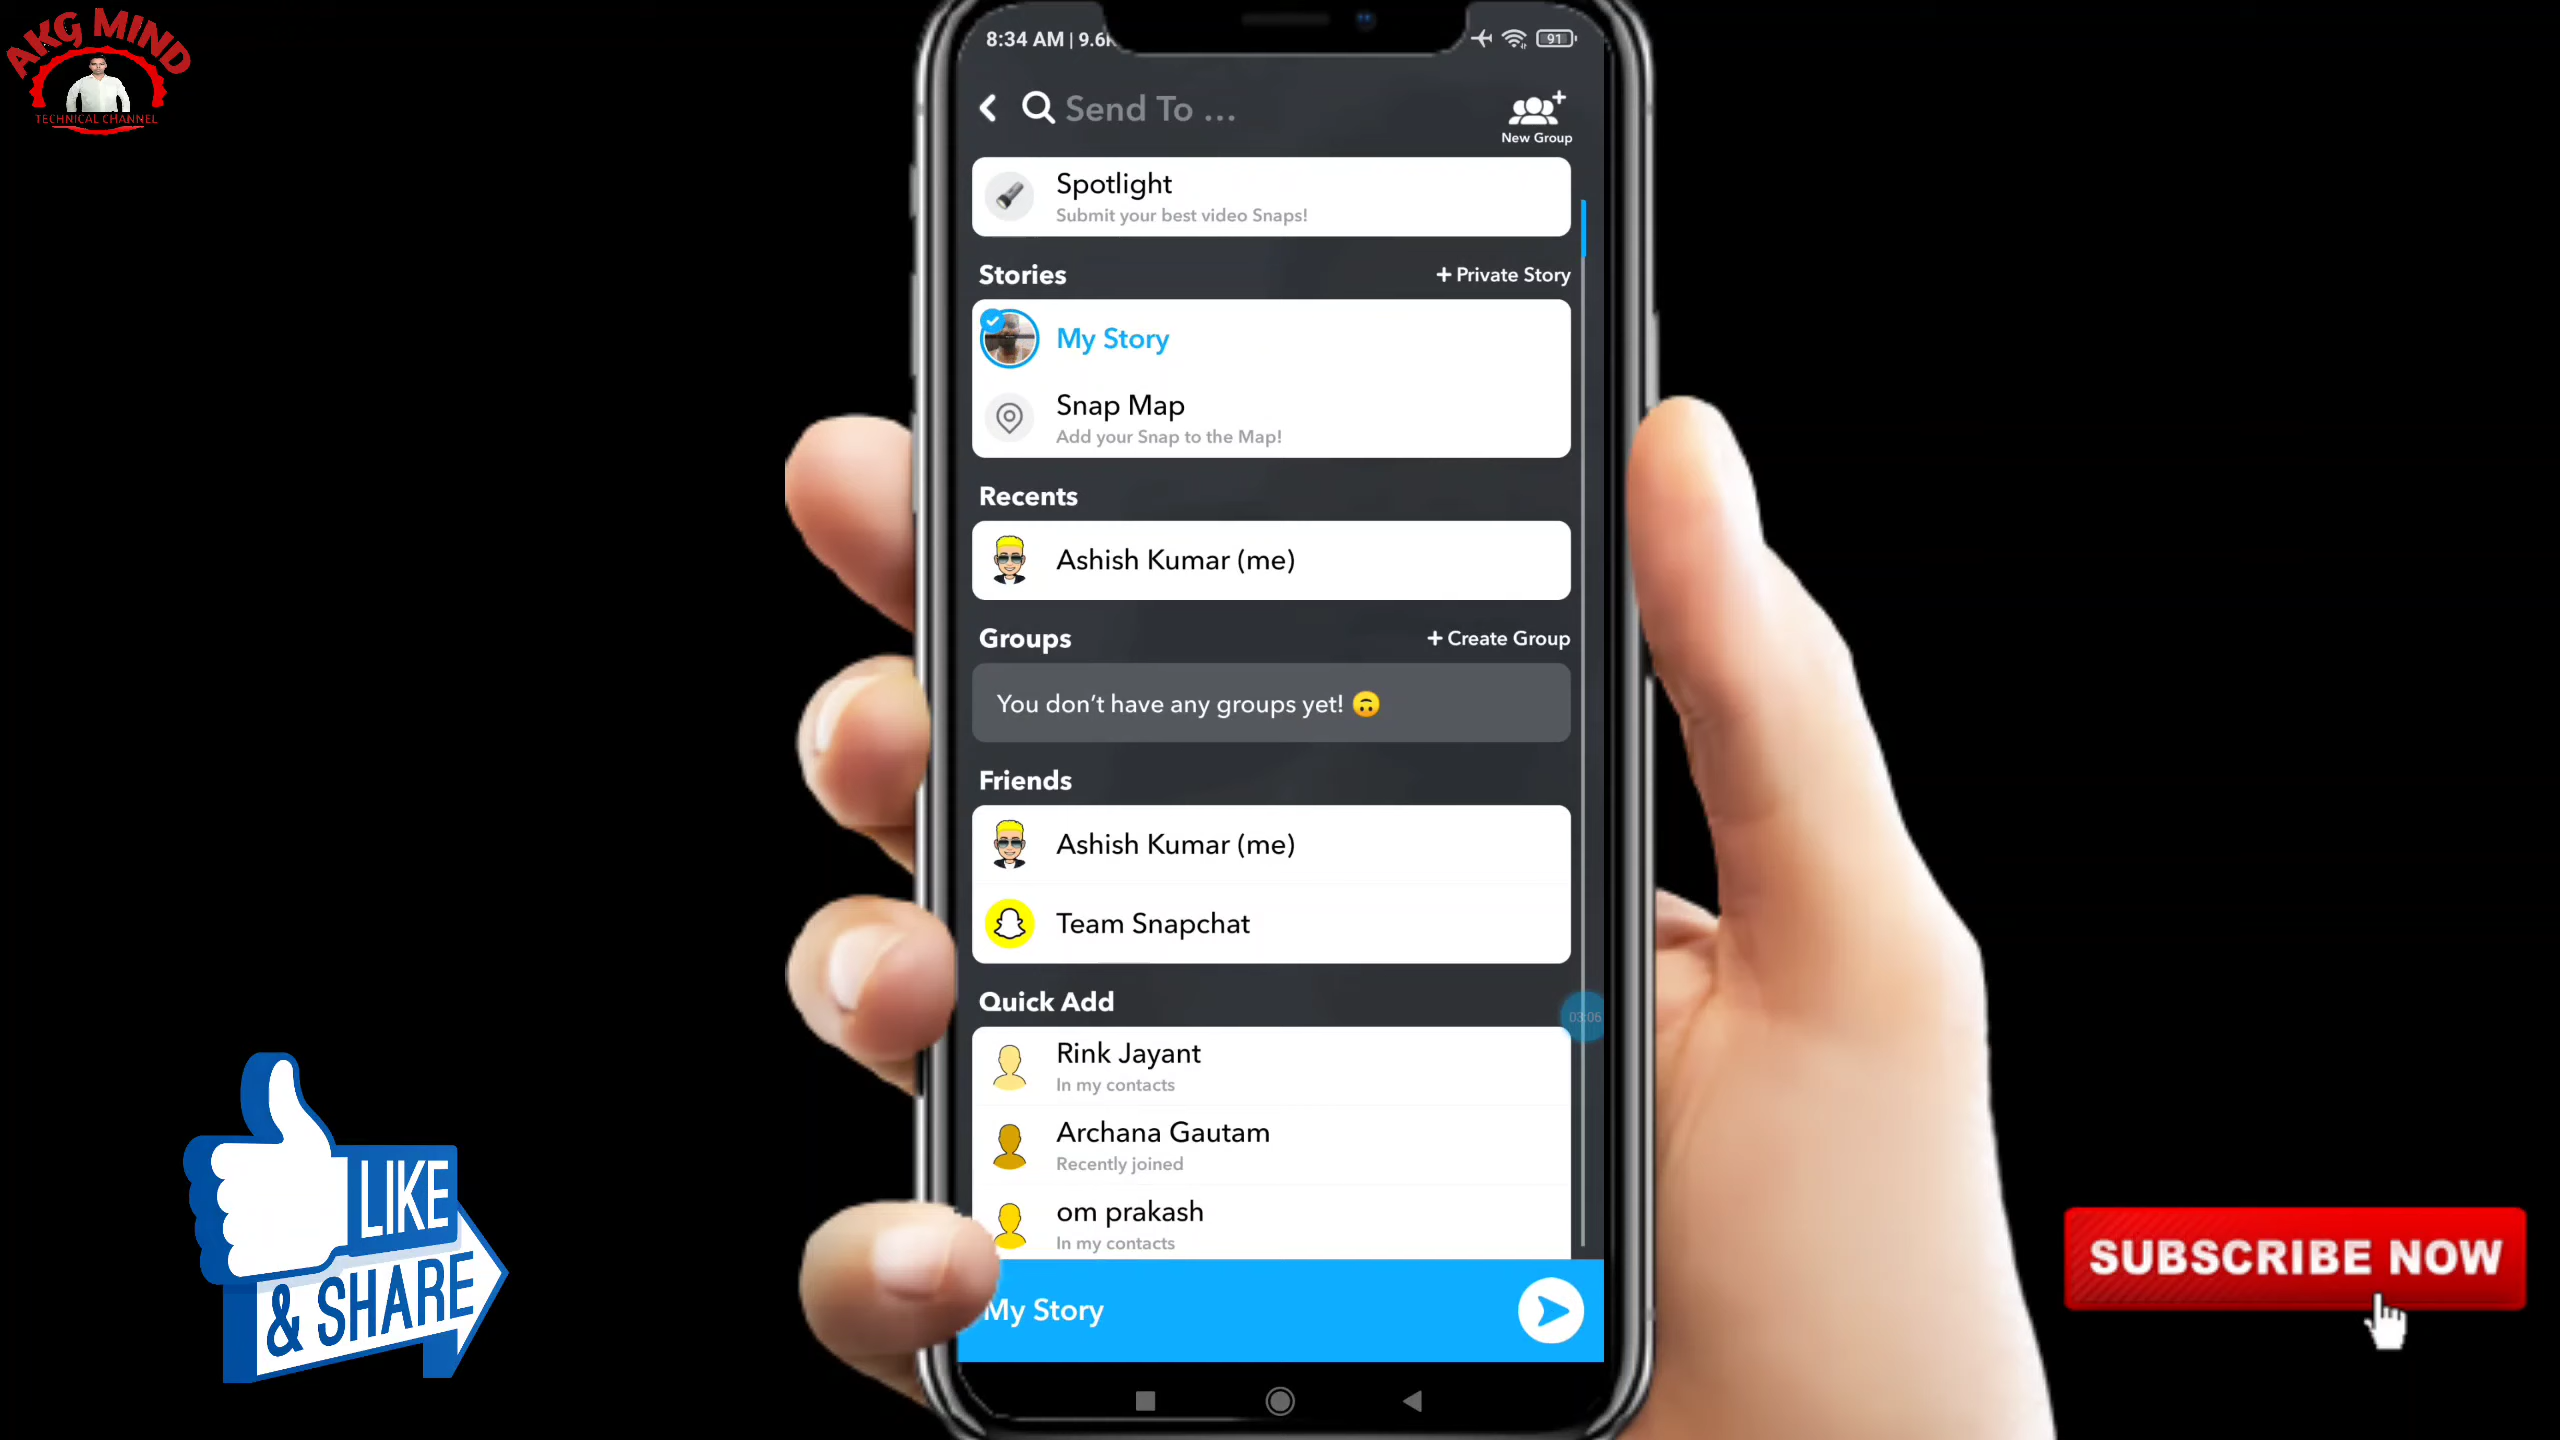 AKG MIND
TECHNICAL CHANNEL
8:34 AM | 9.6
91
Send To ...
New Group
Spotlight
Submit your best video Snaps!
Stories
+ Private Story
My Story
Snap Map
Add your Snap to the Map!
Recents
Ashish Kumar (me)
Groups
+ Create Group
You don't have any groups yet! 🙃
Friends
Ashish Kumar (me)
Team Snapchat
Quick Add
03:06
Rink Jayant
In my contacts
Archana Gautam
Recently joined
om prakash
In my contacts
My Story
LIKE
& SHARE
SUBSCRIBE NOW